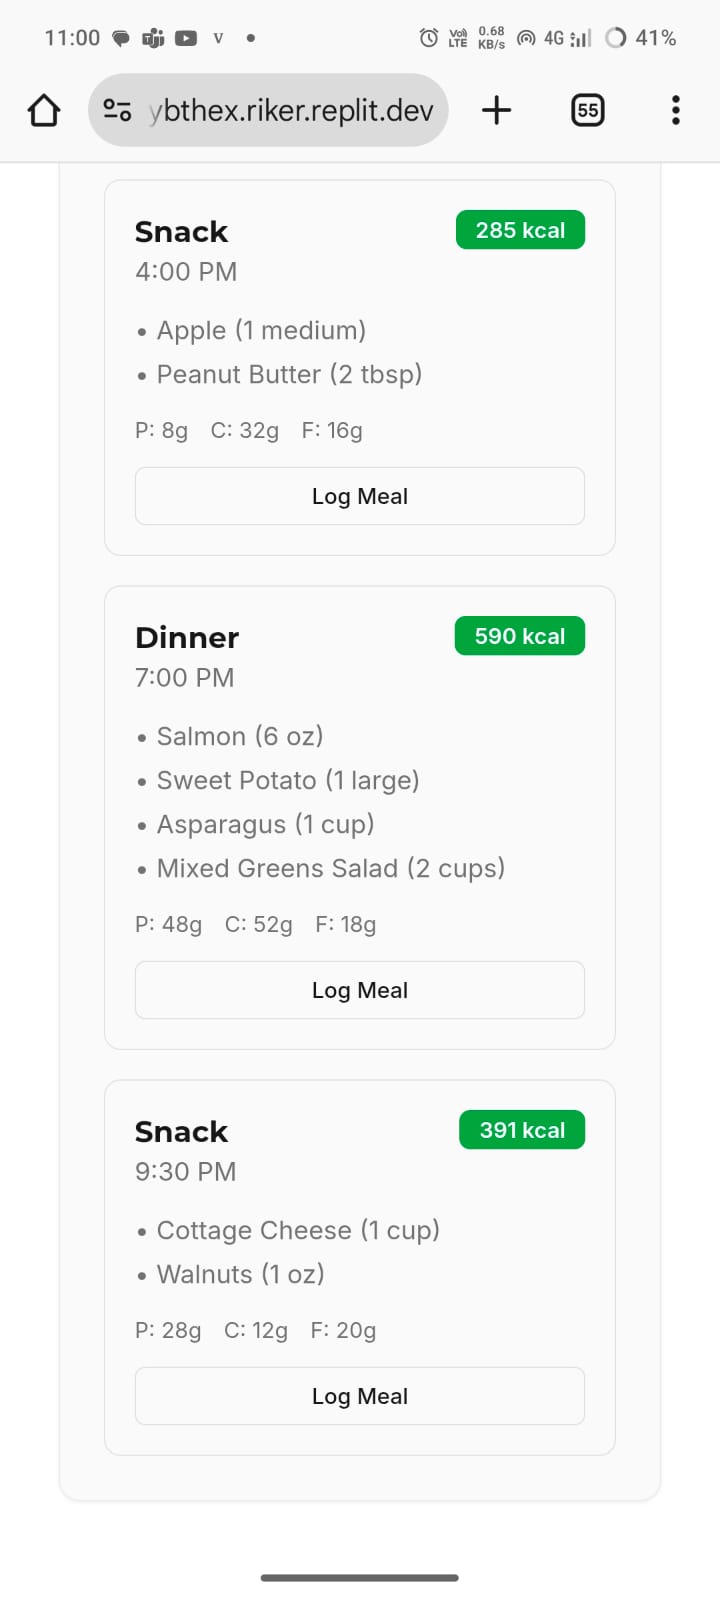 11:00 V Vo) LTE 0.68 KB/s 4G 41%
ybthex.riker.replit.dev 55
Snack 285 kcal
4:00 PM
• Apple (1 medium)
• Peanut Butter (2 tbsp)
P: 8g C: 32g F: 16g
Log Meal
Dinner 590 kcal
7:00 PM
• Salmon (6 oz)
• Sweet Potato (1 large)
• Asparagus (1 cup)
• Mixed Greens Salad (2 cups)
P: 48g C: 52g F: 18g
Log Meal
Snack 391 kcal
9:30 PM
• Cottage Cheese (1 cup)
• Walnuts (1 oz)
P: 28g C: 12g F: 20g
Log Meal